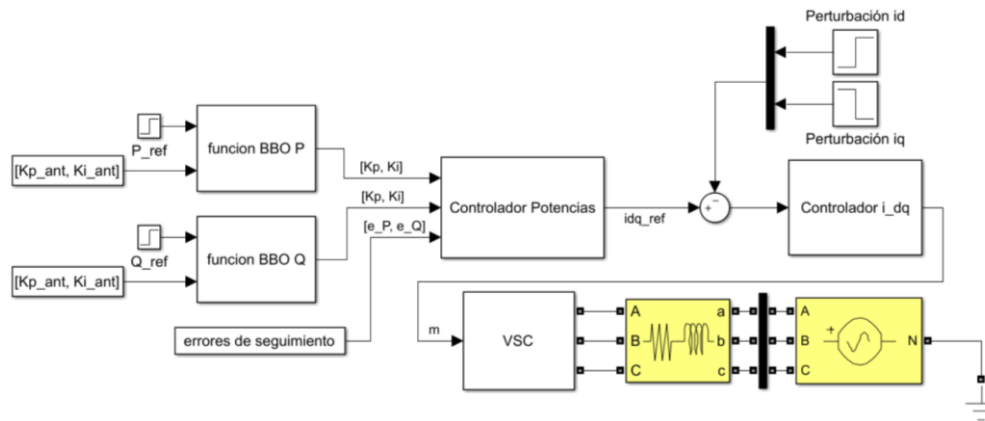 Perturbación id
Perturbación iq
P_ref
[Kp_ant, Ki_ant]
funcion BBO P
[Kp, Ki]
Q_ref
[Kp_ant, Ki_ant]
funcion BBO Q
[Kp, Ki]
[e_P, e_Q]
errores de seguimiento
Controlador Potencias
idq_ref
+
−
Controlador i_dq
m
VSC
A
B
C
a
b
c
A
B
C
+
N